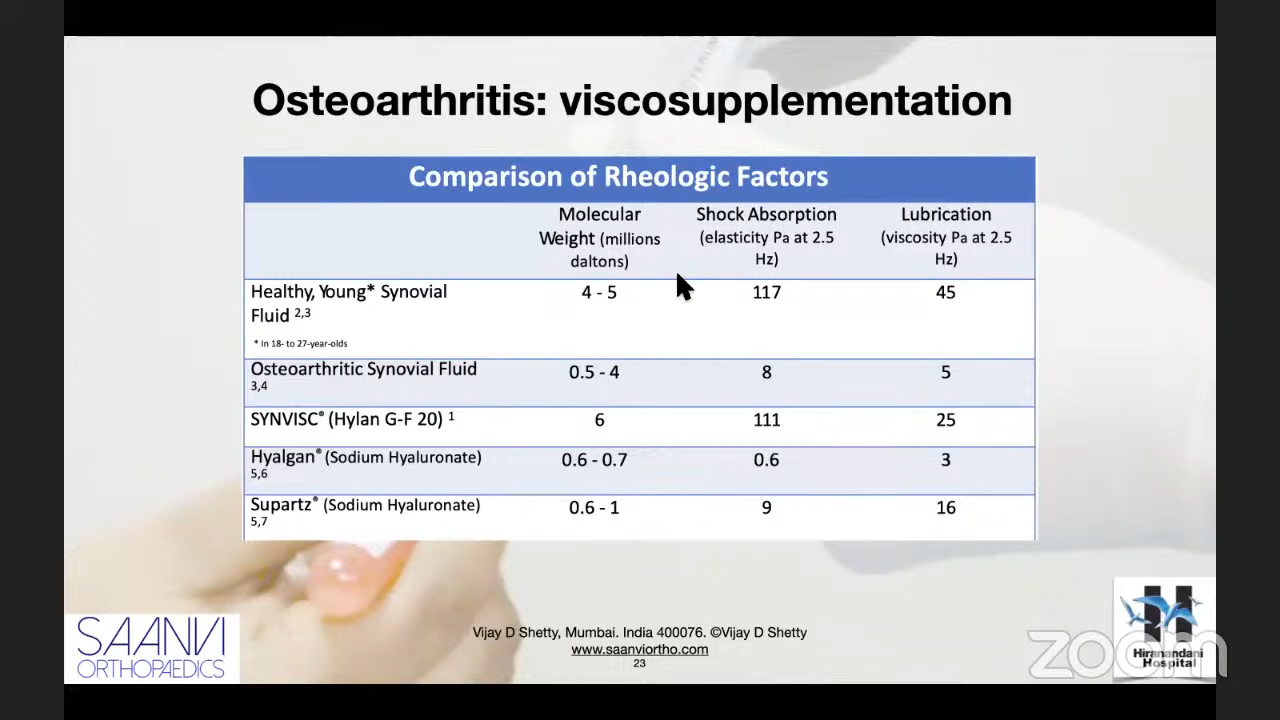 Osteoarthritis: viscosupplementation
Comparison of Rheologic Factors
Molecular Weight (millions daltons) Shock Absorption (elasticity Pa at 2.5 Hz) Lubrication (viscosity Pa at 2.5 Hz)
Healthy, Young* Synovial Fluid 2,3 4 - 5 117 45
* In 18- to 27-year-olds
Osteoarthritic Synovial Fluid 3,4 0.5 - 4 8 5
SYNVISC® (Hylan G-F 20) 1 6 111 25
Hyalgan® (Sodium Hyaluronate) 5,6 0.6 - 0.7 0.6 3
Supartz® (Sodium Hyaluronate) 5,7 0.6 - 1 9 16
SAANVI
ORTHOPAEDICS
Vijay D Shetty, Mumbai. India 400076. ©Vijay D Shetty
www.saanviortho.com
23
H
Hiranandani
Hospital
zoom